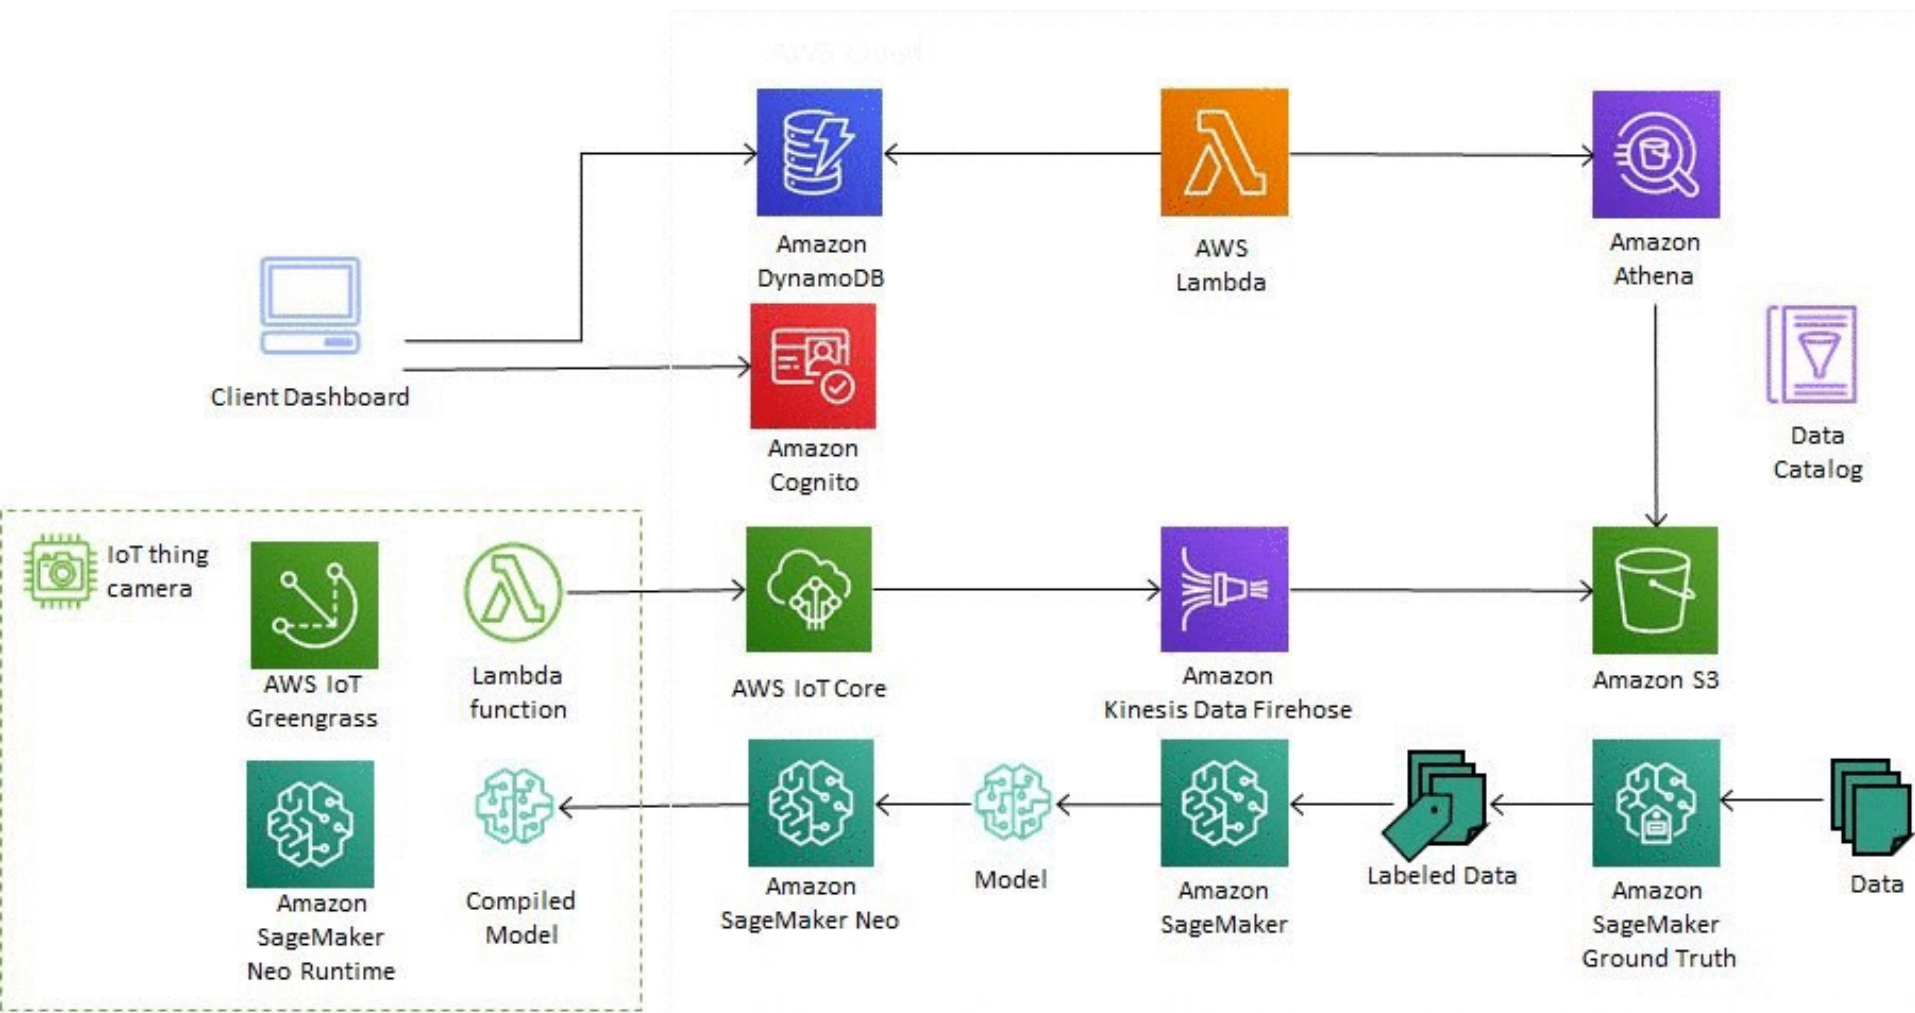 AWS Cloud
Amazon
DynamoDB
AWS
Lambda
Amazon
Athena
Client Dashboard
Amazon
Cognito
Data
Catalog
IoT thing
camera
AWS IoT
Greengrass
Lambda
function
AWS IoT Core
Amazon
Kinesis Data Firehose
Amazon S3
Amazon
SageMaker
Neo Runtime
Compiled
Model
Amazon
SageMaker Neo
Model
Amazon
SageMaker
Labeled Data
Amazon
SageMaker
Ground Truth
Data